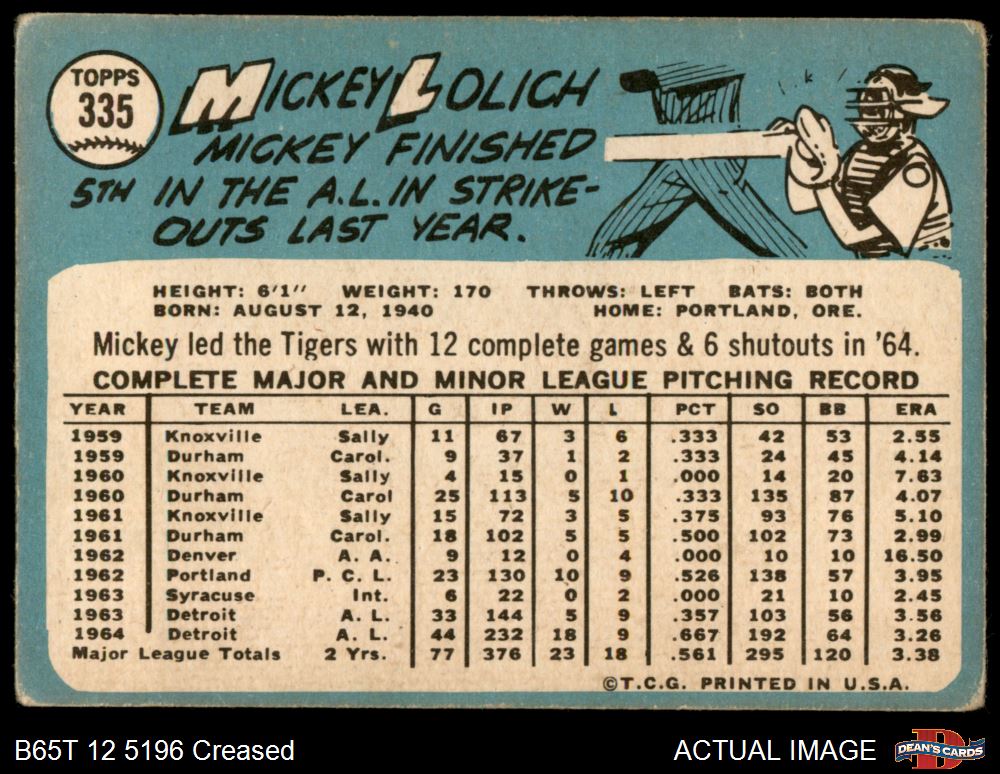 TOPPS
335
MICKEY LOLICH
MICKEY FINISHED
5TH IN THE A.L. IN STRIKE-
OUTS LAST YEAR.
HEIGHT: 6'1" WEIGHT: 170 THROWS: LEFT BATS: BOTH
BORN: AUGUST 12, 1940 HOME: PORTLAND, ORE.
Mickey led the Tigers with 12 complete games & 6 shutouts in '64.
COMPLETE MAJOR AND MINOR LEAGUE PITCHING RECORD
YEAR TEAM LEA. G IP W L PCT SO BB ERA
1959 Knoxville Sally 11 67 3 6 .333 42 53 2.55
1959 Durham Carol. 9 37 1 2 .333 24 45 4.14
1960 Knoxville Sally 4 15 0 1 .000 14 20 7.63
1960 Durham Carol 25 113 5 10 .333 135 87 4.07
1961 Knoxville Sally 15 72 3 5 .375 93 76 5.10
1961 Durham Carol. 18 102 5 5 .500 102 73 2.99
1962 Denver A. A. 9 12 0 4 .000 10 10 16.50
1962 Portland P. C. L. 23 130 10 9 .526 138 57 3.95
1963 Syracuse Int. 6 22 0 2 .000 21 10 2.45
1963 Detroit A. L. 33 144 5 9 .357 103 56 3.56
1964 Detroit A. L. 44 232 18 9 .667 192 64 3.26
Major League Totals 2 Yrs. 77 376 23 18 .561 295 120 3.38
©T.C.G. PRINTED IN U.S.A.
B65T 12 5196 Creased ACTUAL IMAGE
DEAN'S CARDS